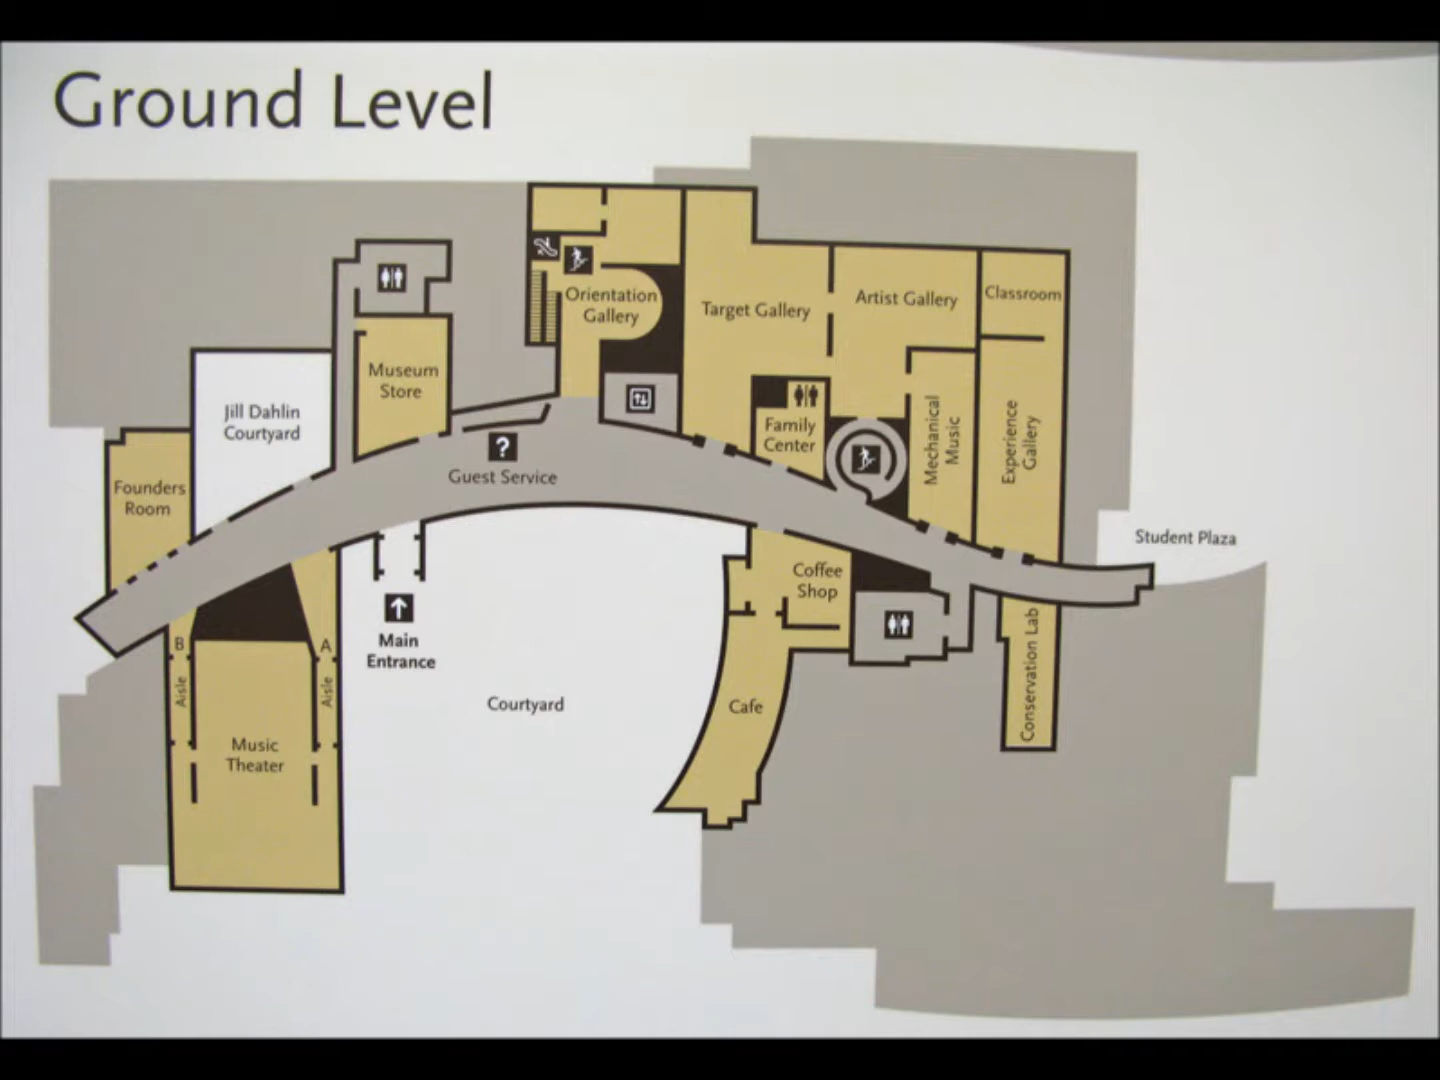 Ground Level
Orientation
Gallery
Target Gallery
Artist Gallery
Classroom
Museum
Store
Jill Dahlin
Courtyard
Family
Center
Mechanical
Music
Experience
Gallery
Founders
Room
?
Guest Service
Student Plaza
Coffee
Shop
Main
Entrance
B
Aisle
A
Aisle
Conservation Lab
Courtyard
Cafe
Music
Theater